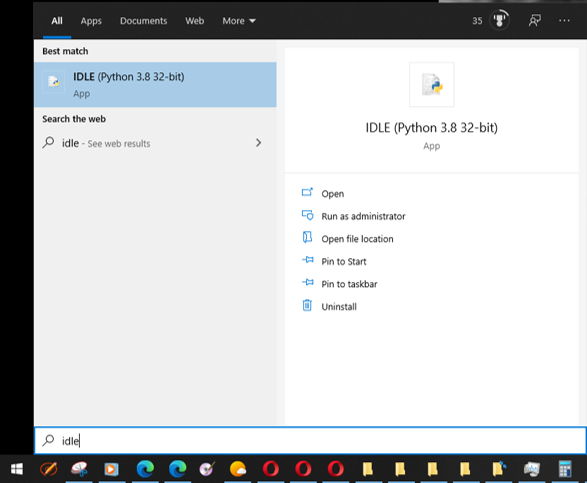 All Apps Documents Web More 35 ...
Best match
IDLE (Python 3.8 32-bit)
App
Search the web
idle - See web results
IDLE (Python 3.8 32-bit)
App
Open
Run as administrator
Open file location
Pin to Start
Pin to taskbar
Uninstall
idle